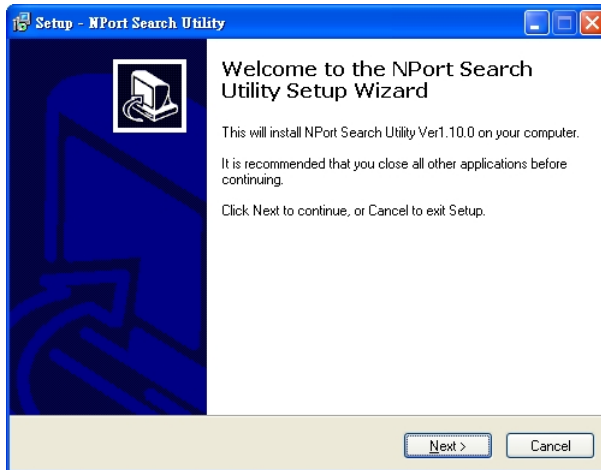 Setup - NPort Search Utility
Welcome to the NPort Search
Utility Setup Wizard
This will install NPort Search Utility Ver1.10.0 on your computer.
It is recommended that you close all other applications before
continuing.
Click Next to continue, or Cancel to exit Setup.
Next >
Cancel